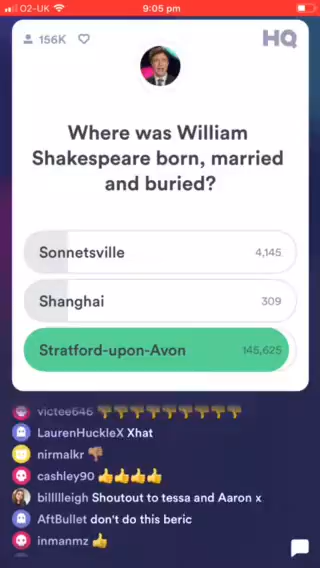 O2-UK 9:05 pm
156K HQ
Where was William
Shakespeare born, married
and buried?
Sonnetsville 4,145
Shanghai 309
Stratford-upon-Avon 145,625
victee646 👎👎👎👎👎👎👎👎👎
LaurenHuckleX Xhat
nirmalkr 👎
cashley90 👍👍👍👍
billlllleigh Shoutout to tessa and Aaron x
AftBullet don't do this beric
inmanmz 👍